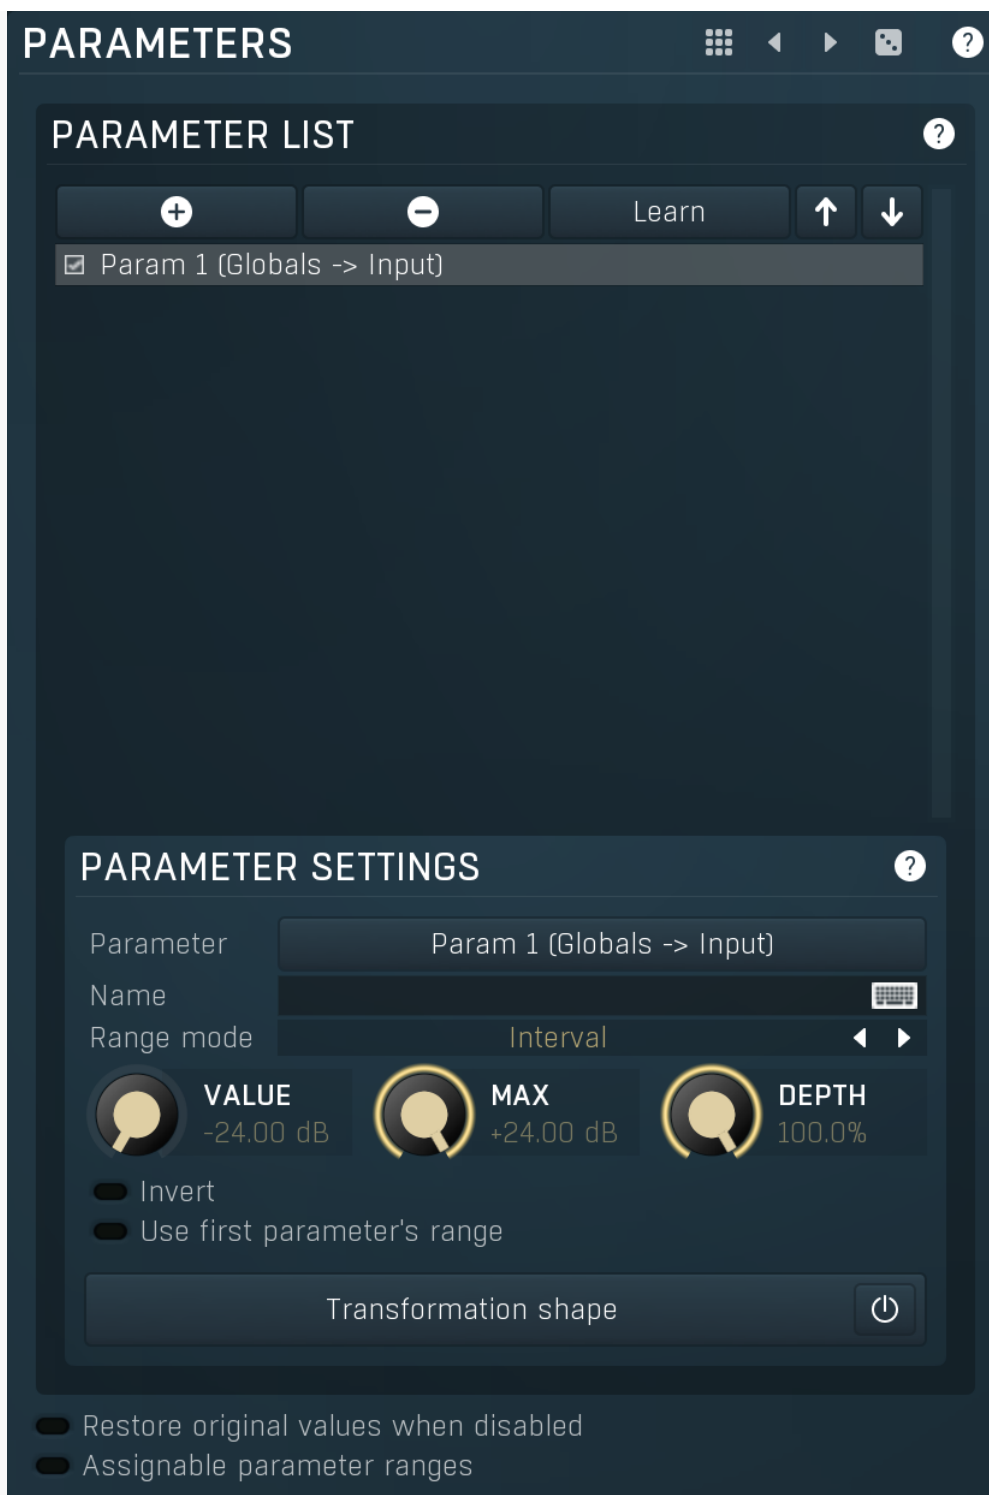 PARAMETERS
?
PARAMETER LIST
?
Learn
Param 1 (Globals -> Input)
PARAMETER SETTINGS
?
Parameter
Param 1 (Globals -> Input)
Name
Range mode
Interval
VALUE
-24.00 dB
MAX
+24.00 dB
DEPTH
100.0%
Invert
Use first parameter's range
Transformation shape
Restore original values when disabled
Assignable parameter ranges